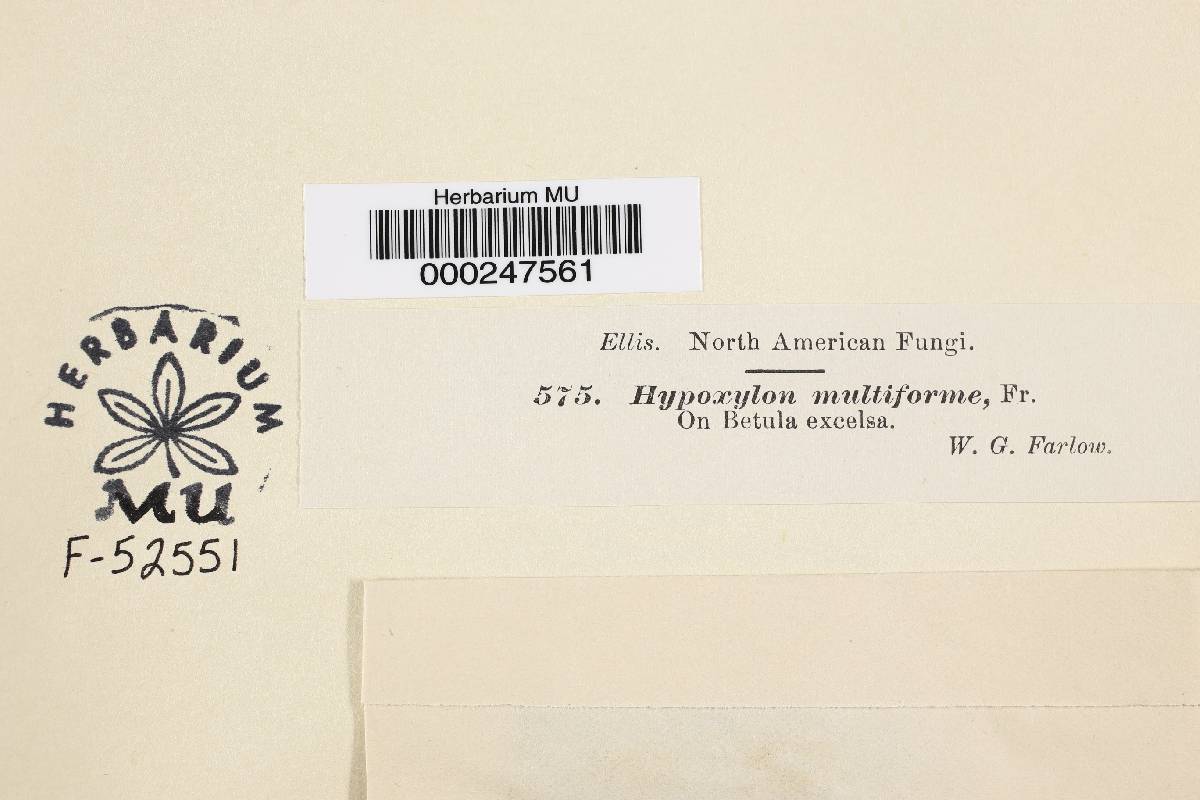 Herbarium MU
000247561
HERBARIUM
MU
F-52551
Ellis. North American Fungi.
575. Hypoxylon multiforme, Fr.
On Betula excelsa.
W. G. Farlow.